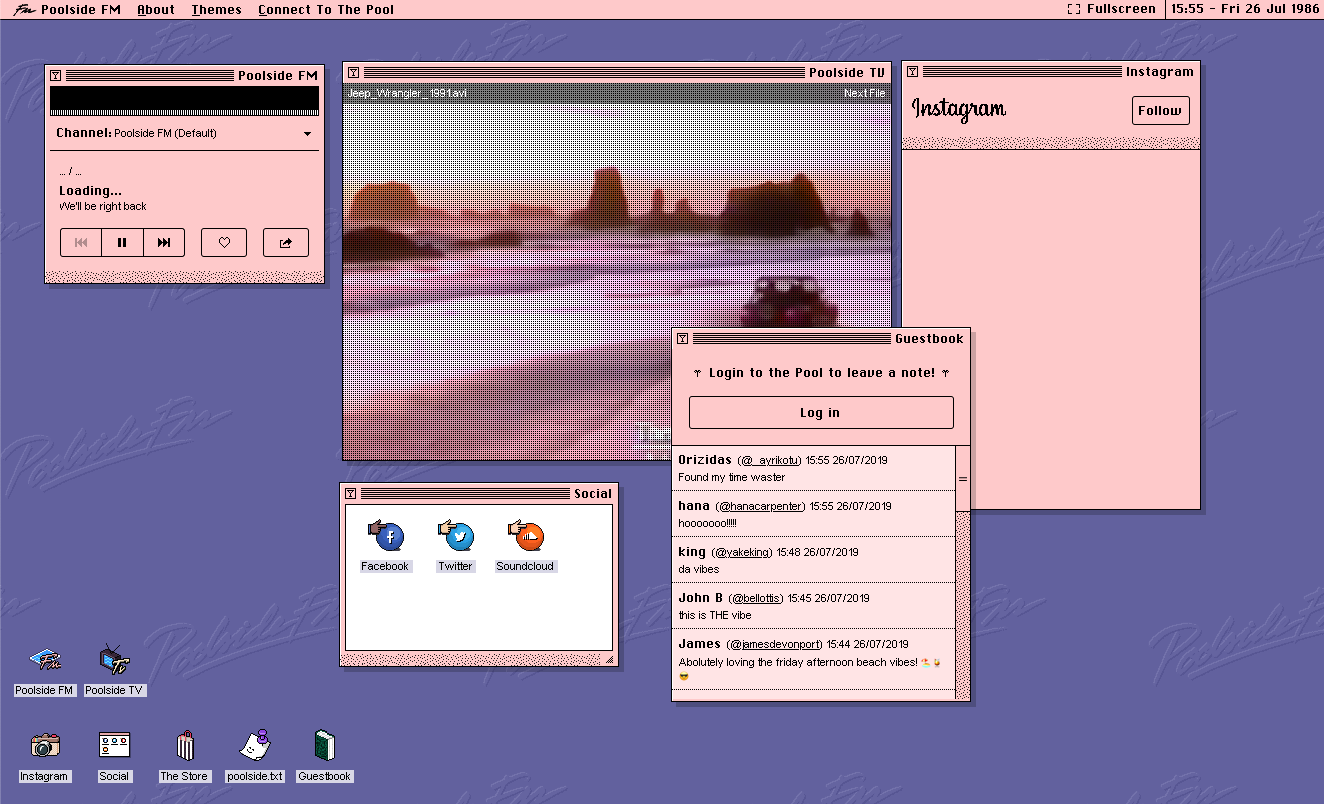 Fm Poolside FM About Themes Connect To The Pool Fullscreen 15:55 - Fri 26 Jul 1986
Poolside FM
Channel: Poolside FM (Default)
... / ...
Loading...
We'll be right back
Poolside TV
Jeep_Wrangler_1991.avi Next File
Instagram
Instagram Follow
Guestbook
Login to the Pool to leave a note!
Log in
Orizidas (@_ayrikotu) 15:55 26/07/2019
Found my time waster
hana (@hanacarpenter) 15:55 26/07/2019
hooooooo!!!!!
king (@yakeking) 15:48 26/07/2019
da vibes
John B (@bellottis) 15:45 26/07/2019
this is THE vibe
James (@jamesdevonport) 15:44 26/07/2019
Abolutely loving the friday afternoon beach vibes! ⛱️🍹
😎
Social
Facebook Twitter Soundcloud
Fm Tv
Poolside FM Poolside TV
Instagram Social The Store poolside.txt Guestbook
Poolside Fm